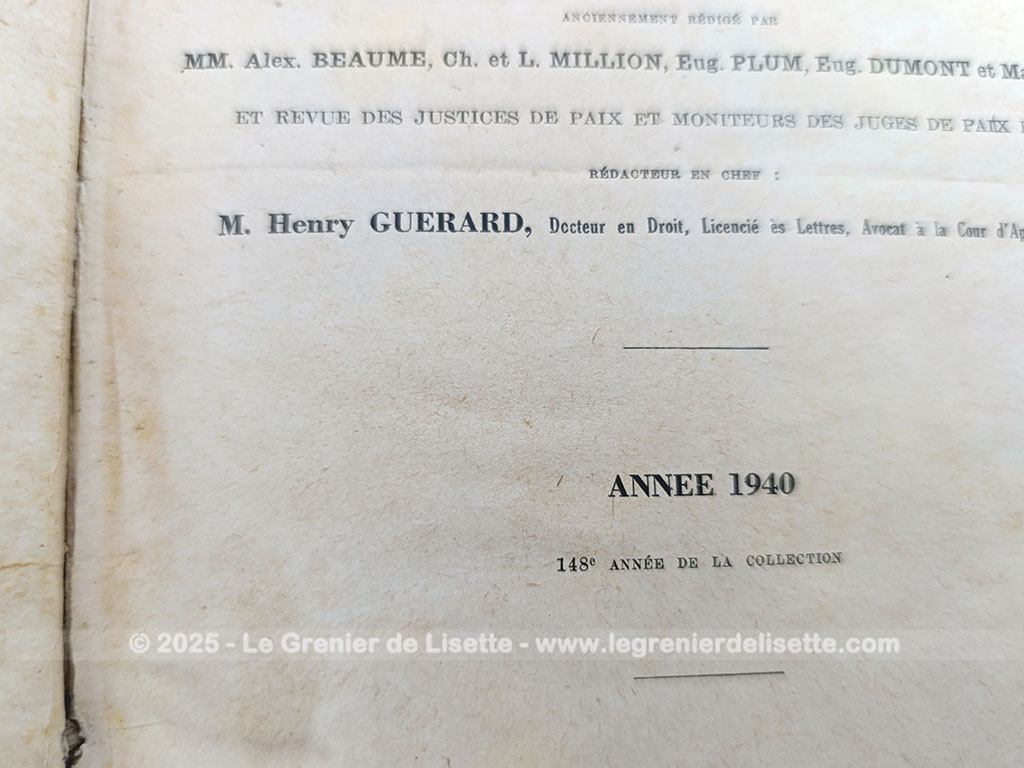 ANCIENNEMENT RÉDIGÉ PAR
MM. Alex. BEAUME, Ch. et L. MILLION, Eug. PLUM, Eug. DUMONT et Ma
ET REVUE DES JUSTICES DE PAIX ET MONITEURS DES JUGES DE PAIX
RÉDACTEUR EN CHEF :
M. Henry GUERARD, Docteur en Droit, Licencié ès Lettres, Avocat à la Cour d'Ap
ANNEE 1940
148e ANNÉE DE LA COLLECTION
© 2025 - Le Grenier de Lisette - www.legrenierdelisette.com